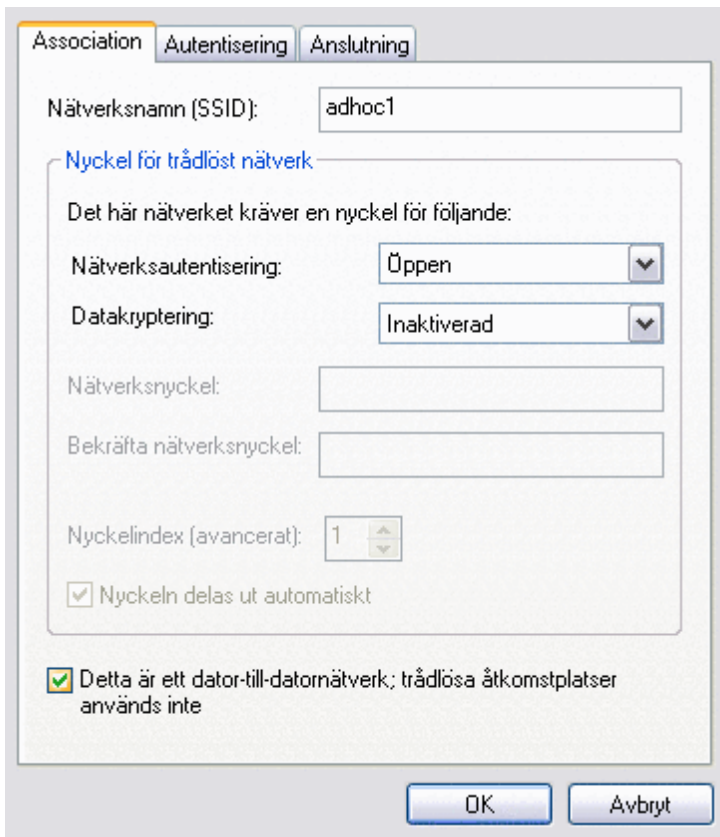 Association
Autentisering
Anslutning
Nätverksnamn (SSID):
adhoc1
Nyckel för trådlöst nätverk
Det här nätverket kräver en nyckel för följande:
Nätverksautentisering:
Öppen
Datakryptering:
Inaktiverad
Nätverksnyckel:
Bekräfta nätverksnyckel:
Nyckelindex (avancerat):
1
Nyckeln delas ut automatiskt
Detta är ett dator-till-datornätverk; trådlösa åtkomstplatser
används inte
OK
Avbryt